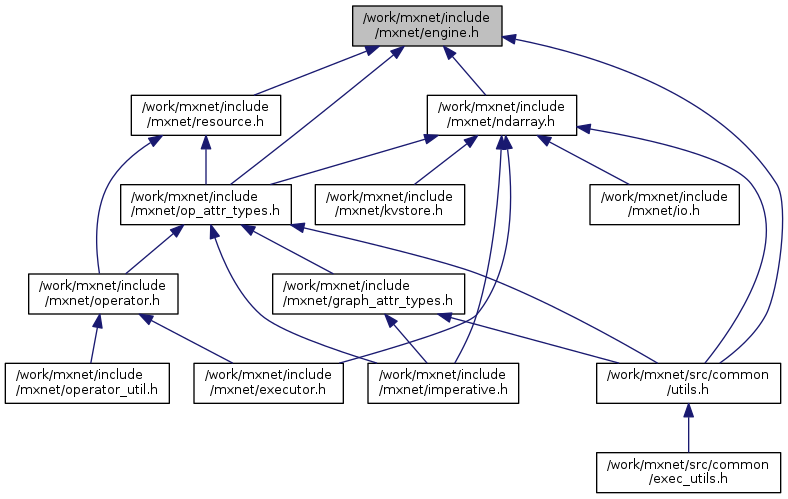 /work/mxnet/include
/mxnet/engine.h
/work/mxnet/include
/mxnet/resource.h
/work/mxnet/include
/mxnet/ndarray.h
/work/mxnet/include
/mxnet/op_attr_types.h
/work/mxnet/include
/mxnet/kvstore.h
/work/mxnet/include
/mxnet/io.h
/work/mxnet/include
/mxnet/operator.h
/work/mxnet/include
/mxnet/graph_attr_types.h
/work/mxnet/include
/mxnet/operator_util.h
/work/mxnet/include
/mxnet/executor.h
/work/mxnet/include
/mxnet/imperative.h
/work/mxnet/src/common
/utils.h
/work/mxnet/src/common
/exec_utils.h